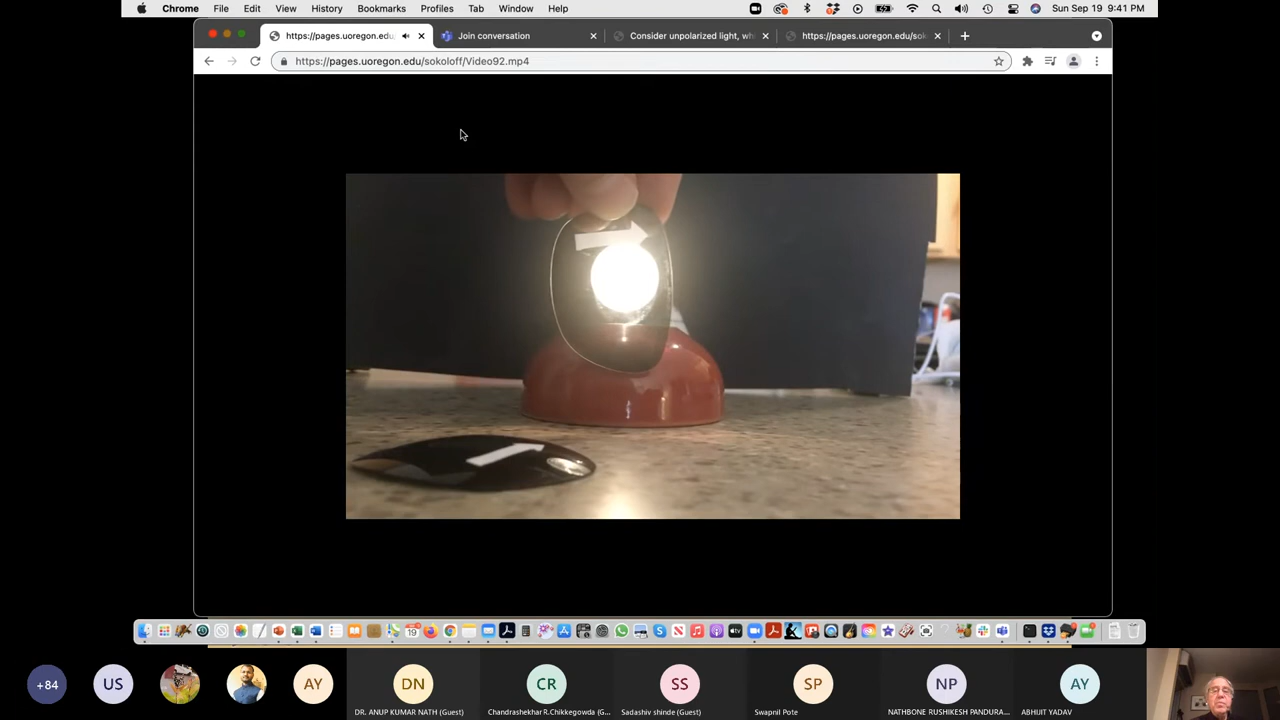 Chrome File Edit View History Bookmarks Profiles Tab Window Help Sun Sep 19 9:41 PM
https://pages.uoregon.edu/ Join conversation Consider unpolarized light, wh https://pages.uoregon.edu/sok
https://pages.uoregon.edu/sokoloff/Video92.mp4
19
+84 US AY DN CR SS SP NP AY
DR. ANUP KUMAR NATH (Guest) Chandrashekhar R.Chikkegowda (G... Sadashiv shinde (Guest) Swapnil Pote NATHBONE RUSHIKESH PANDURA... ABHIJIT YADAV